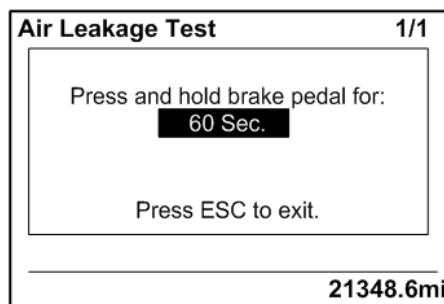 Air Leakage Test 1/1
Press and hold brake pedal for:
60 Sec.
Press ESC to exit.
21348.6mi